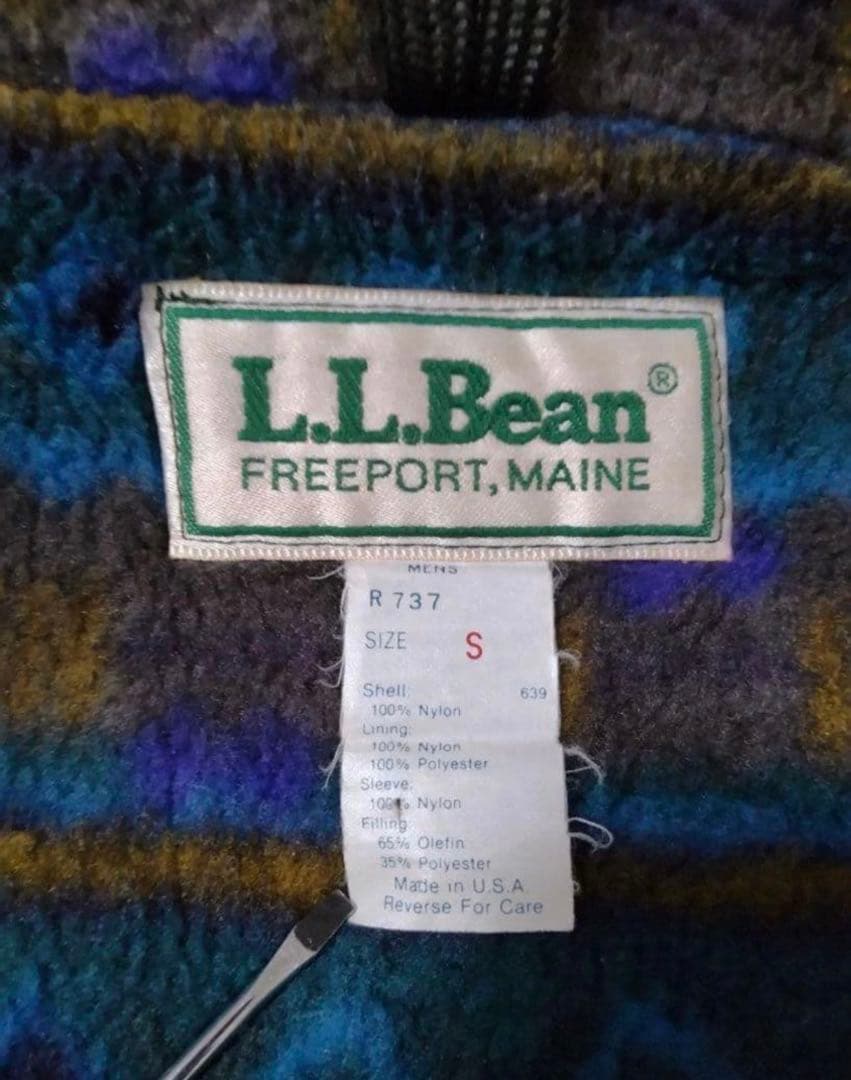 L.L.Bean®
FREEPORT, MAINE
MENS
R 737
SIZE S
Shell: 639
100% Nylon
Lining:
100% Nylon
100% Polyester
Sleeve:
100% Nylon
Filling:
65% Olefin
35% Polyester
Made in U.S.A.
Reverse For Care